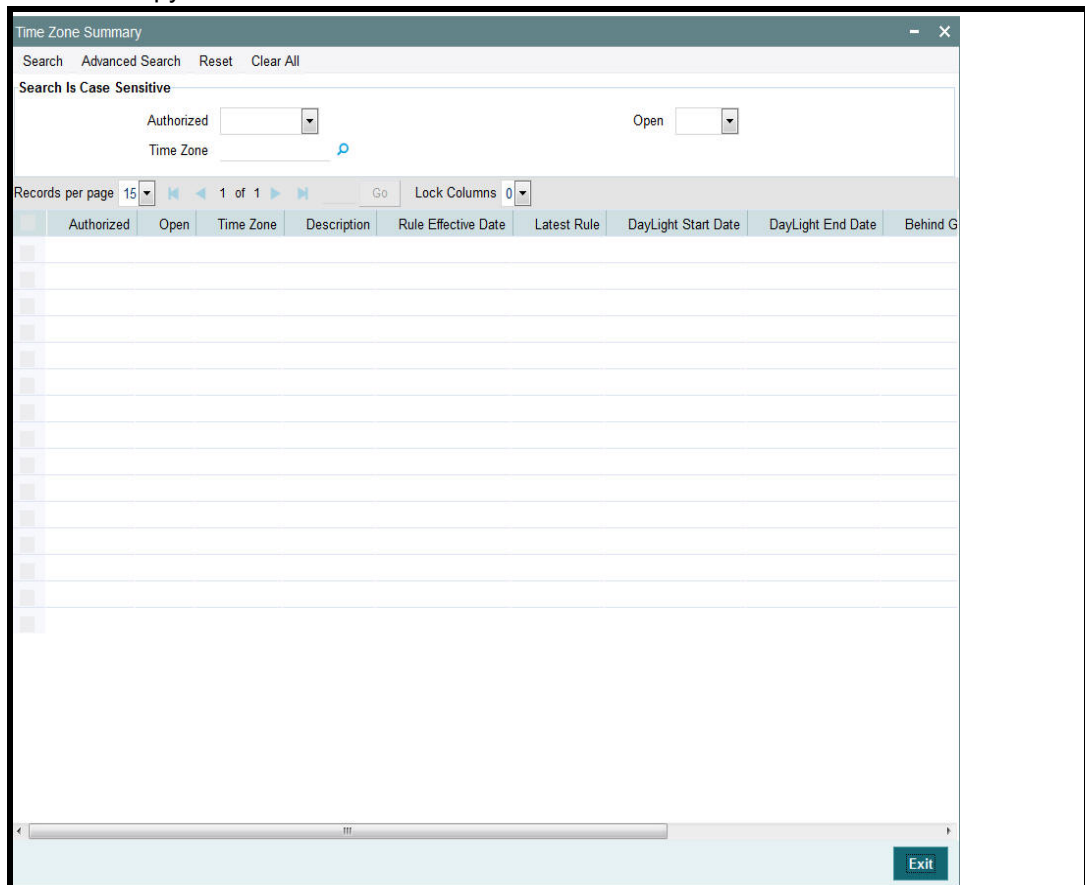 Time Zone Summary
Search Advanced Search Reset Clear All
Search Is Case Sensitive
Authorized Open
Time Zone
Records per page 15 1 of 1 Go Lock Columns 0
Authorized Open Time Zone Description Rule Effective Date Latest Rule DayLight Start Date DayLight End Date Behind G
Exit